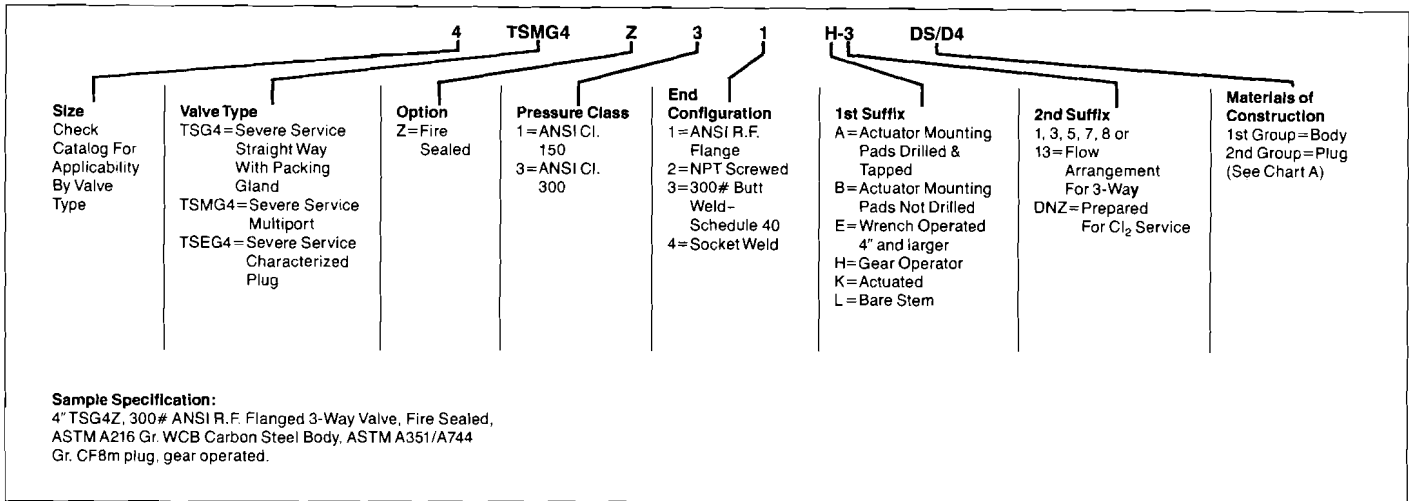 4 TSMG4 Z 3 1 H-3 DS/D4
Size
Check
Catalog For
Applicability
By Valve
Type
Valve Type
TSG4=Severe Service
Straight Way
With Packing
Gland
TSMG4=Severe Service
Multiport
TSEG4=Severe Service
Characterized
Plug
Option
Z=Fire
Sealed
Pressure Class
1=ANSI Cl.
150
3=ANSI Cl.
300
End
Configuration
1=ANSI R.F.
Flange
2=NPT Screwed
3=300# Butt
Weld–
Schedule 40
4=Socket Weld
1st Suffix
A=Actuator Mounting
Pads Drilled &
Tapped
B=Actuator Mounting
Pads Not Drilled
E=Wrench Operated
4" and larger
H=Gear Operator
K=Actuated
L=Bare Stem
2nd Suffix
1, 3, 5, 7, 8 or
13=Flow
Arrangement
For 3-Way
DNZ=Prepared
For Cl₂ Service
Materials of
Construction
1st Group=Body
2nd Group=Plug
(See Chart A)
Sample Specification:
4" TSG4Z, 300# ANSI R.F. Flanged 3-Way Valve, Fire Sealed,
ASTM A216 Gr. WCB Carbon Steel Body, ASTM A351/A744
Gr. CF8m plug, gear operated.